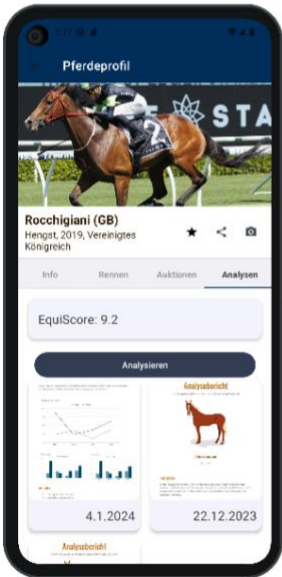 Pferdeprofil
STA
2
Rocchigiani (GB)
Hengst, 2019, Vereinigtes
Königreich
Info Rennen Auktionen Analysen
EquiScore: 9.2
Analysieren
Analysebericht
4.1.2024 22.12.2023
Analysebericht